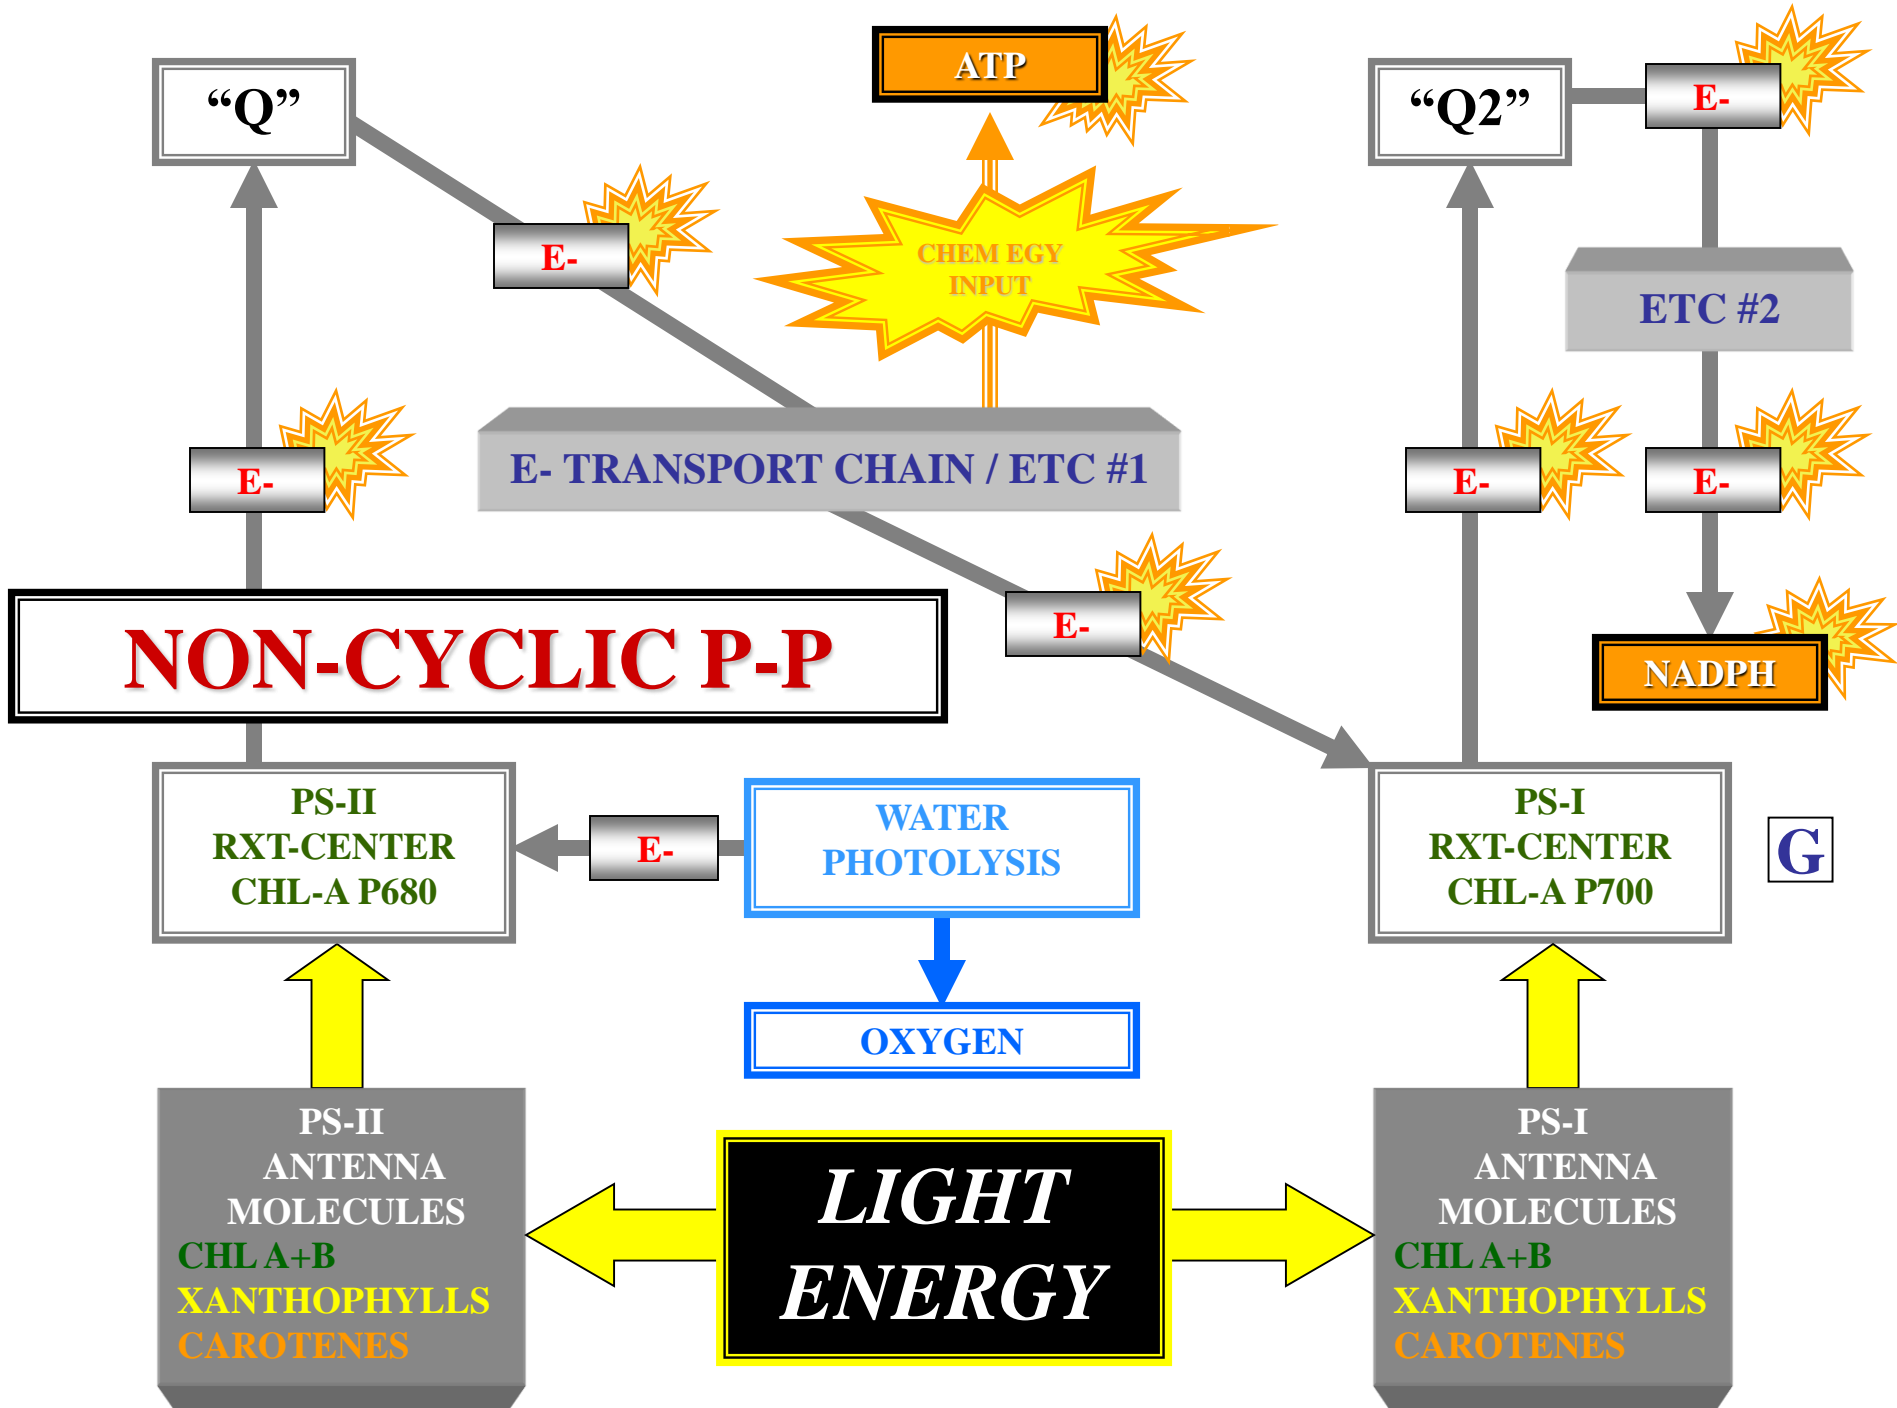 ATP
“Q”
“Q2”
E-
E-
CHEM EGY
INPUT
ETC #2
E- TRANSPORT CHAIN / ETC #1
E-
E-
E-
E-
NON-CYCLIC P-P
NADPH
PS-II
RXT-CENTER
CHL-A P680
E-
WATER
PHOTOLYSIS
PS-I
RXT-CENTER
CHL-A P700
G
OXYGEN
PS-II
ANTENNA
MOLECULES
CHL A+B
XANTHOPHYLLS
CAROTENES
LIGHT
ENERGY
PS-I
ANTENNA
MOLECULES
CHL A+B
XANTHOPHYLLS
CAROTENES